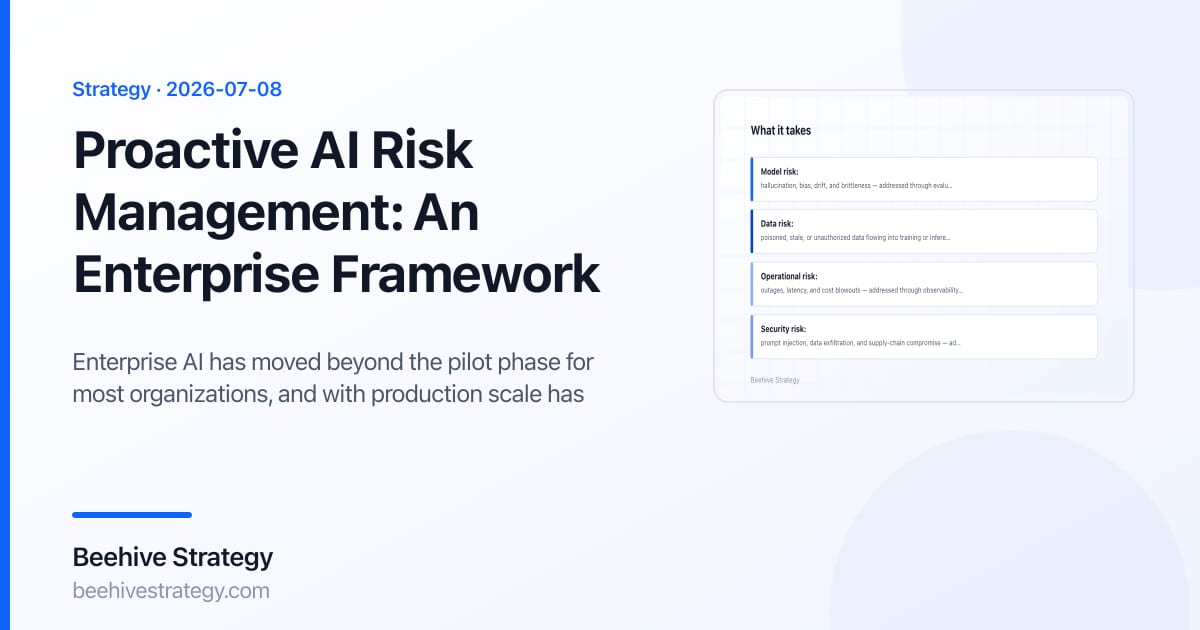 Strategy · 2026-07-08
Proactive AI Risk
Management: An
Enterprise Framework
Enterprise AI has moved beyond the pilot phase for
most organizations, and with production scale has
Beehive Strategy
beehivestrategy.com
What it takes
Model risk:
hallucination, bias, drift, and brittleness — addressed through evalu...
Data risk:
poisoned, stale, or unauthorized data flowing into training or infere...
Operational risk:
outages, latency, and cost blowouts — addressed through observability...
Security risk:
prompt injection, data exfiltration, and supply-chain compromise — ad...
Beehive Strategy